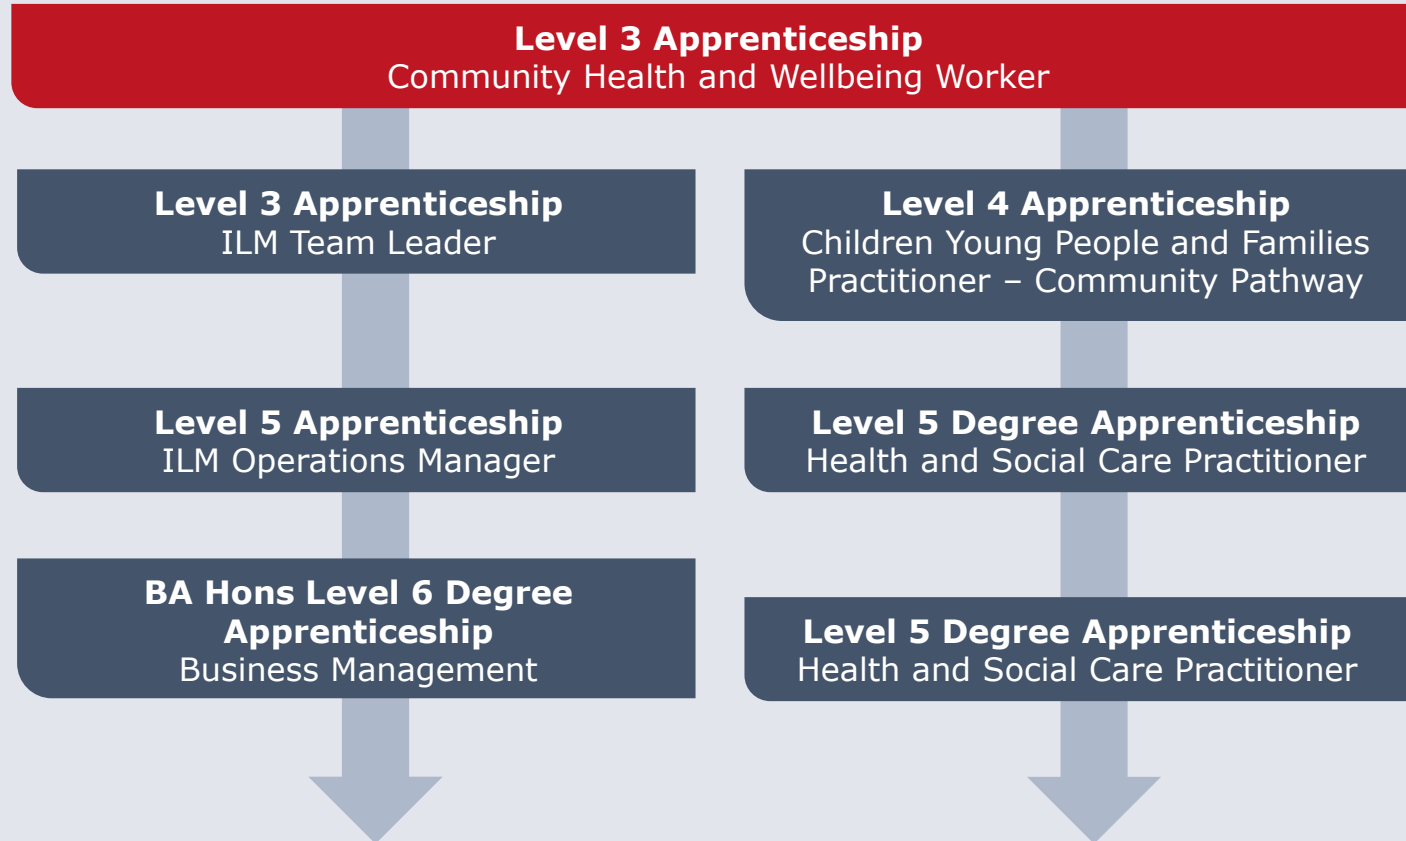 Level 3 Apprenticeship
Community Health and Wellbeing Worker
Level 3 Apprenticeship
ILM Team Leader
Level 5 Apprenticeship
ILM Operations Manager
BA Hons Level 6 Degree
Apprenticeship
Business Management
Level 4 Apprenticeship
Children Young People and Families
Practitioner – Community Pathway
Level 5 Degree Apprenticeship
Health and Social Care Practitioner
Level 5 Degree Apprenticeship
Health and Social Care Practitioner